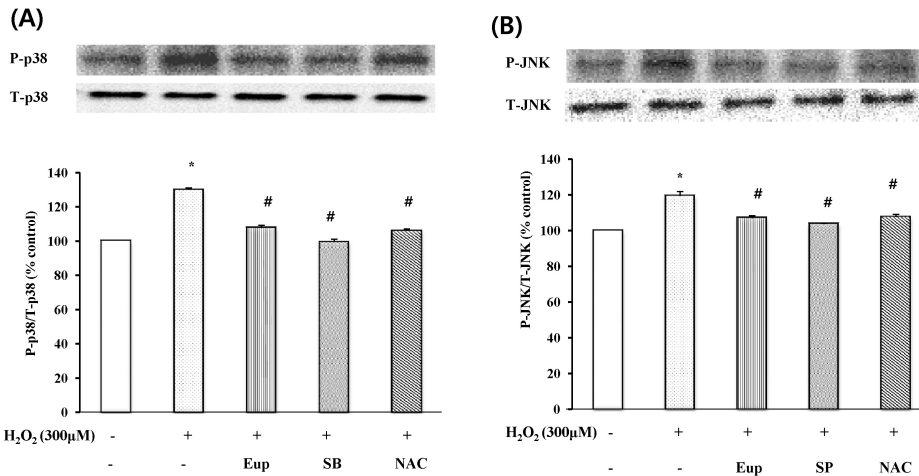 (A)
P-p38
T-p38
P-p38/T-p38 (% control)
140
120
100
80
60
40
20
0
*
#
#
#
H₂O₂ (300μM) - + + + +
- - Eup SB NAC
(B)
P-JNK
T-JNK
P-JNK/T-JNK (% control)
140
120
100
80
60
40
20
0
*
#
#
#
H₂O₂ (300μM) - + + + +
- - Eup SP NAC